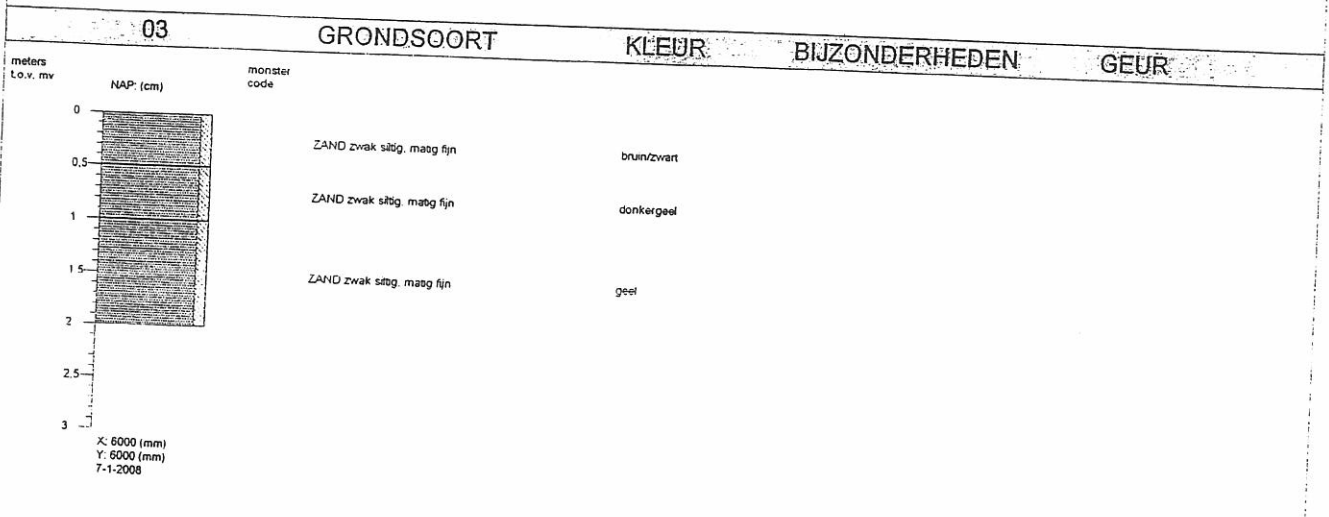 03 GRONDSOORT KLEUR BIJZONDERHEDEN GEUR
meters
t.o.v. mv
NAP: (cm)
monster
code
0
ZAND zwak siltig, matig fijn bruin/zwart
0,5
ZAND zwak siltig, matig fijn donkergeel
1
ZAND zwak siltig, matig fijn geel
1 5
2
2.5
3
X: 6000 (mm)
Y: 6000 (mm)
7-1-2008